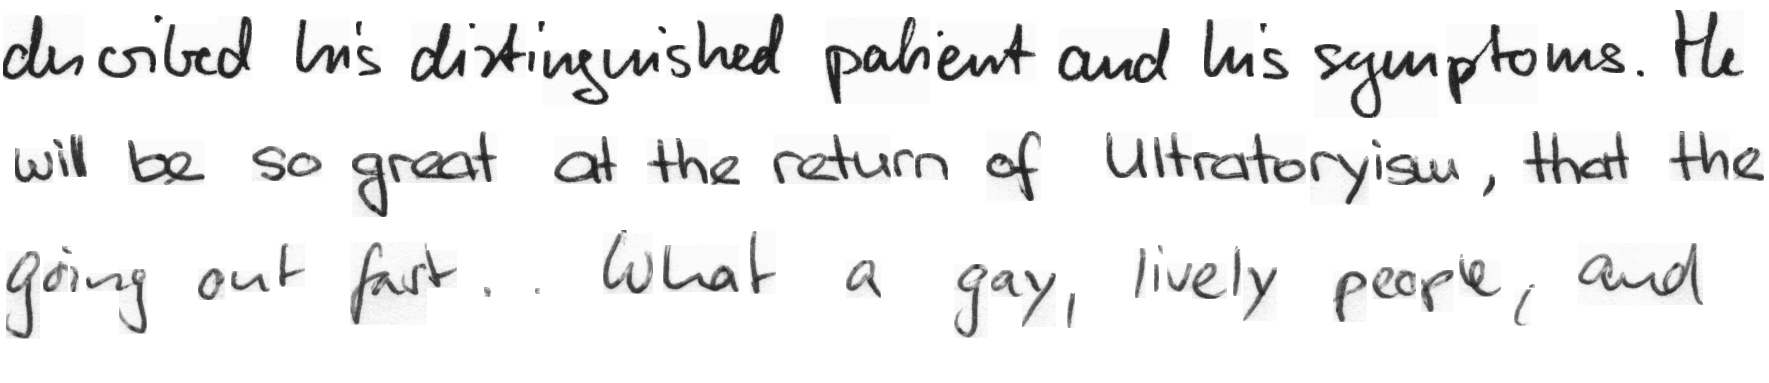 described his distinguished patient and his symptoms. He
will be so great at the return of Ultratoryism, that the
going out fast.. What a gay, lively people, and